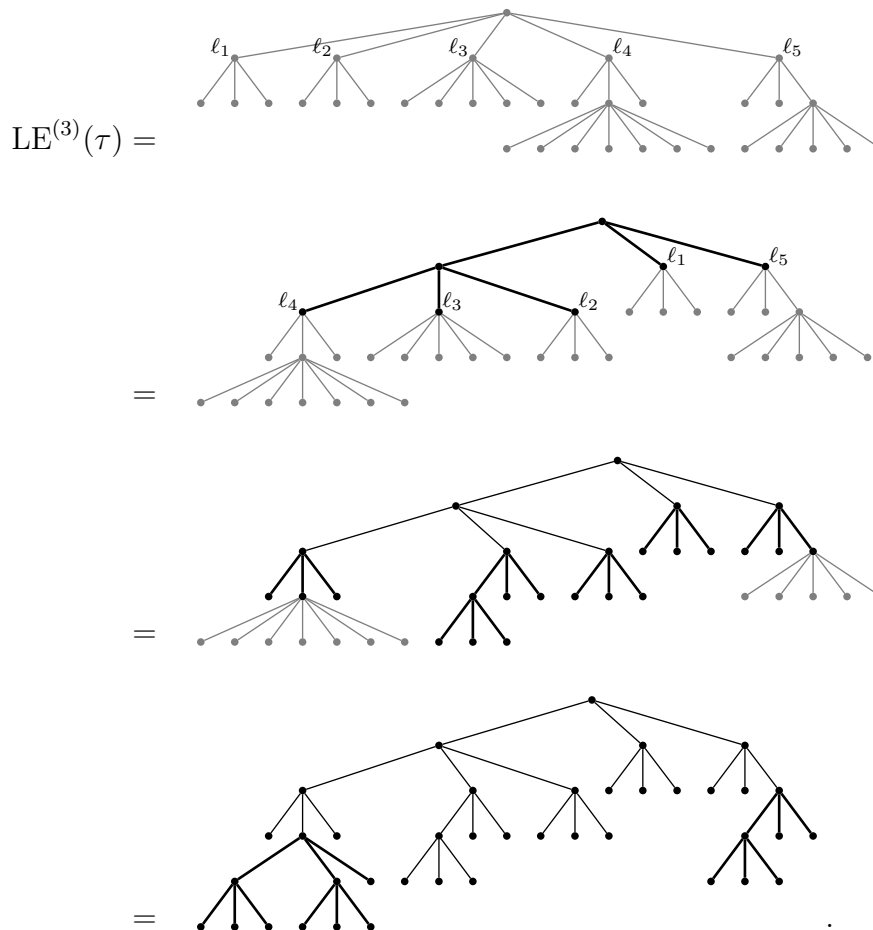 ℓ₁ ℓ₂ ℓ₃ ℓ₄ ℓ₅
LE⁽³⁾(τ) =
ℓ₁ ℓ₅
ℓ₄ ℓ₃ ℓ₂
=
=
= .